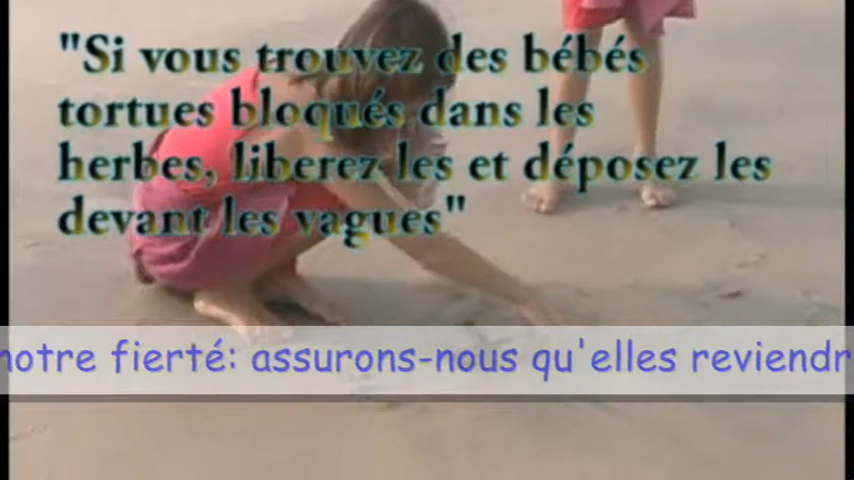 "Si vous trouvez des bébés
tortues bloqués dans les
herbes, liberez les et déposez les
devant les vagues"
notre fierté: assurons-nous qu'elles reviendr